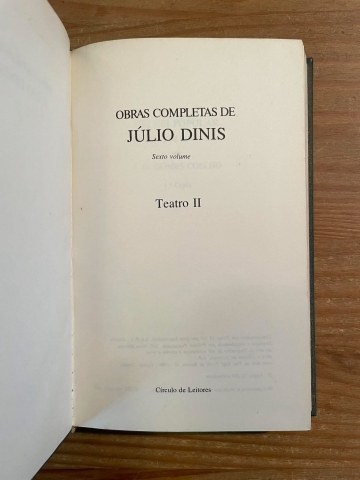 OBRAS COMPLETAS DE
JÚLIO DINIS
Sexto volume
Teatro II
Círculo de Leitores